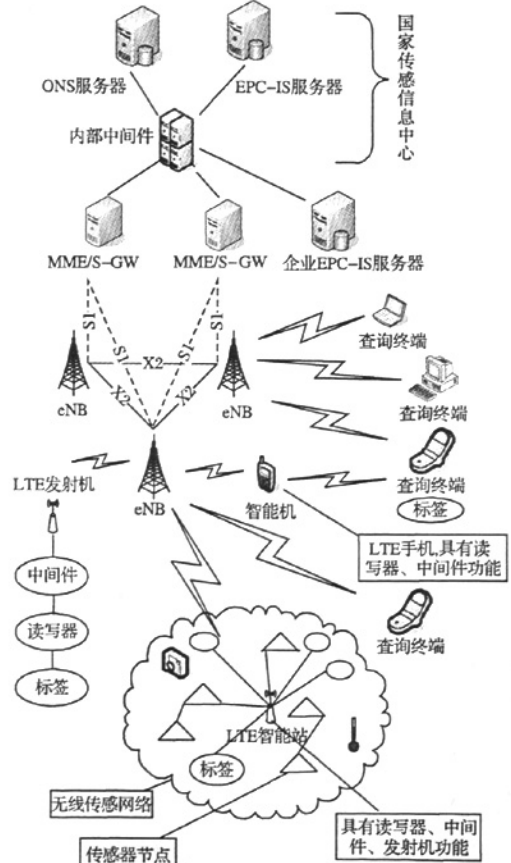 ONS服务器
EPC-IS服务器
国家传感信息中心
内部中间件
MME/S-GW
MME/S-GW
企业EPC-IS服务器
S1
S1
S1
S1
X2
X2
X2
eNB
eNB
查询终端
查询终端
查询终端
标签
LTE发射机
eNB
智能机
LTE手机,具有读
写器、中间件功能
中间件
读写器
标签
查询终端
LTE智能站
标签
无线传感网络
传感器节点
具有读写器、中间
件、发射机功能